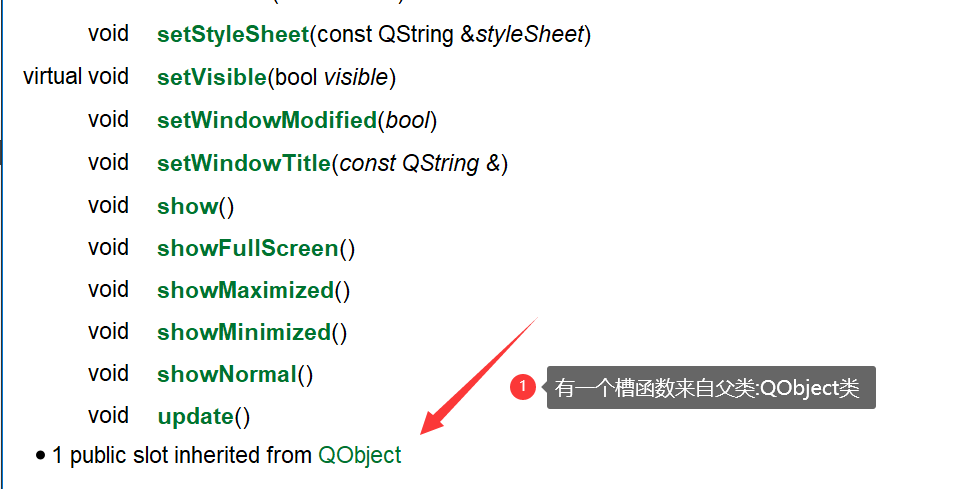 void setStyleSheet(const QString &styleSheet)
virtual void setVisible(bool visible)
void setWindowModified(bool)
void setWindowTitle(const QString &)
void show()
void showFullScreen()
void showMaximized()
void showMinimized()
void showNormal()
1 有一个槽函数来自父类:QObject类
void update()
• 1 public slot inherited from QObject